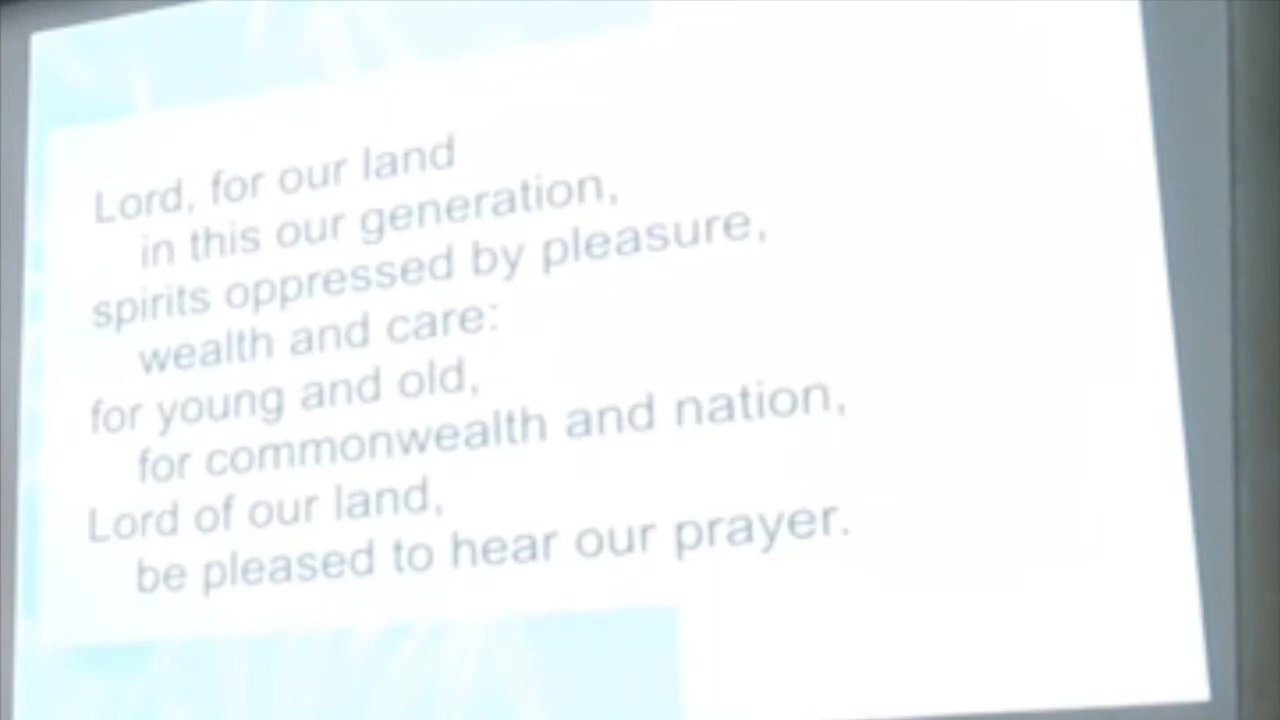 Lord, for our land
in this our generation,
spirits oppressed by pleasure,
wealth and care:
for young and old,
for commonwealth and nation,
Lord of our land,
be pleased to hear our prayer.